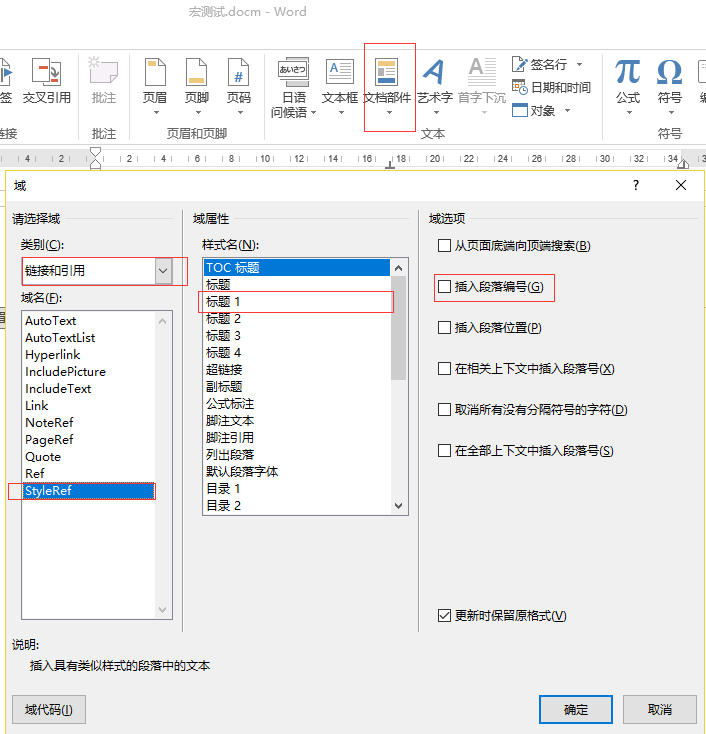 宏测试.docm - Word
签 交叉引用 批注 页眉 页脚 页码 日语问候语 文本框 文档部件 艺术字 首字下沉 公式 符号
签名行
日期和时间
对象
批注 页眉和页脚 文本 符号
4 2 2 4 6 8 10 12 14 16 18 20 22 24 26 28 30 32 34
域
?
请选择域
类别(C):
链接和引用
域名(F):
AutoText
AutoTextList
Hyperlink
IncludePicture
IncludeText
Link
NoteRef
PageRef
Quote
Ref
StyleRef
域属性
样式名(N):
TOC 标题
标题
标题 1
标题 2
标题 3
标题 4
超链接
副标题
公式标注
脚注文本
脚注引用
列出段落
默认段落字体
目录 1
目录 2
域选项
从页面底端向顶端搜索(B)
插入段落编号(G)
插入段落位置(P)
在相关上下文中插入段落号(X)
取消所有没有分隔符号的字符(D)
在全部上下文中插入段落号(S)
更新时保留原格式(V)
说明:
插入具有类似样式的段落中的文本
域代码(I)
确定
取消